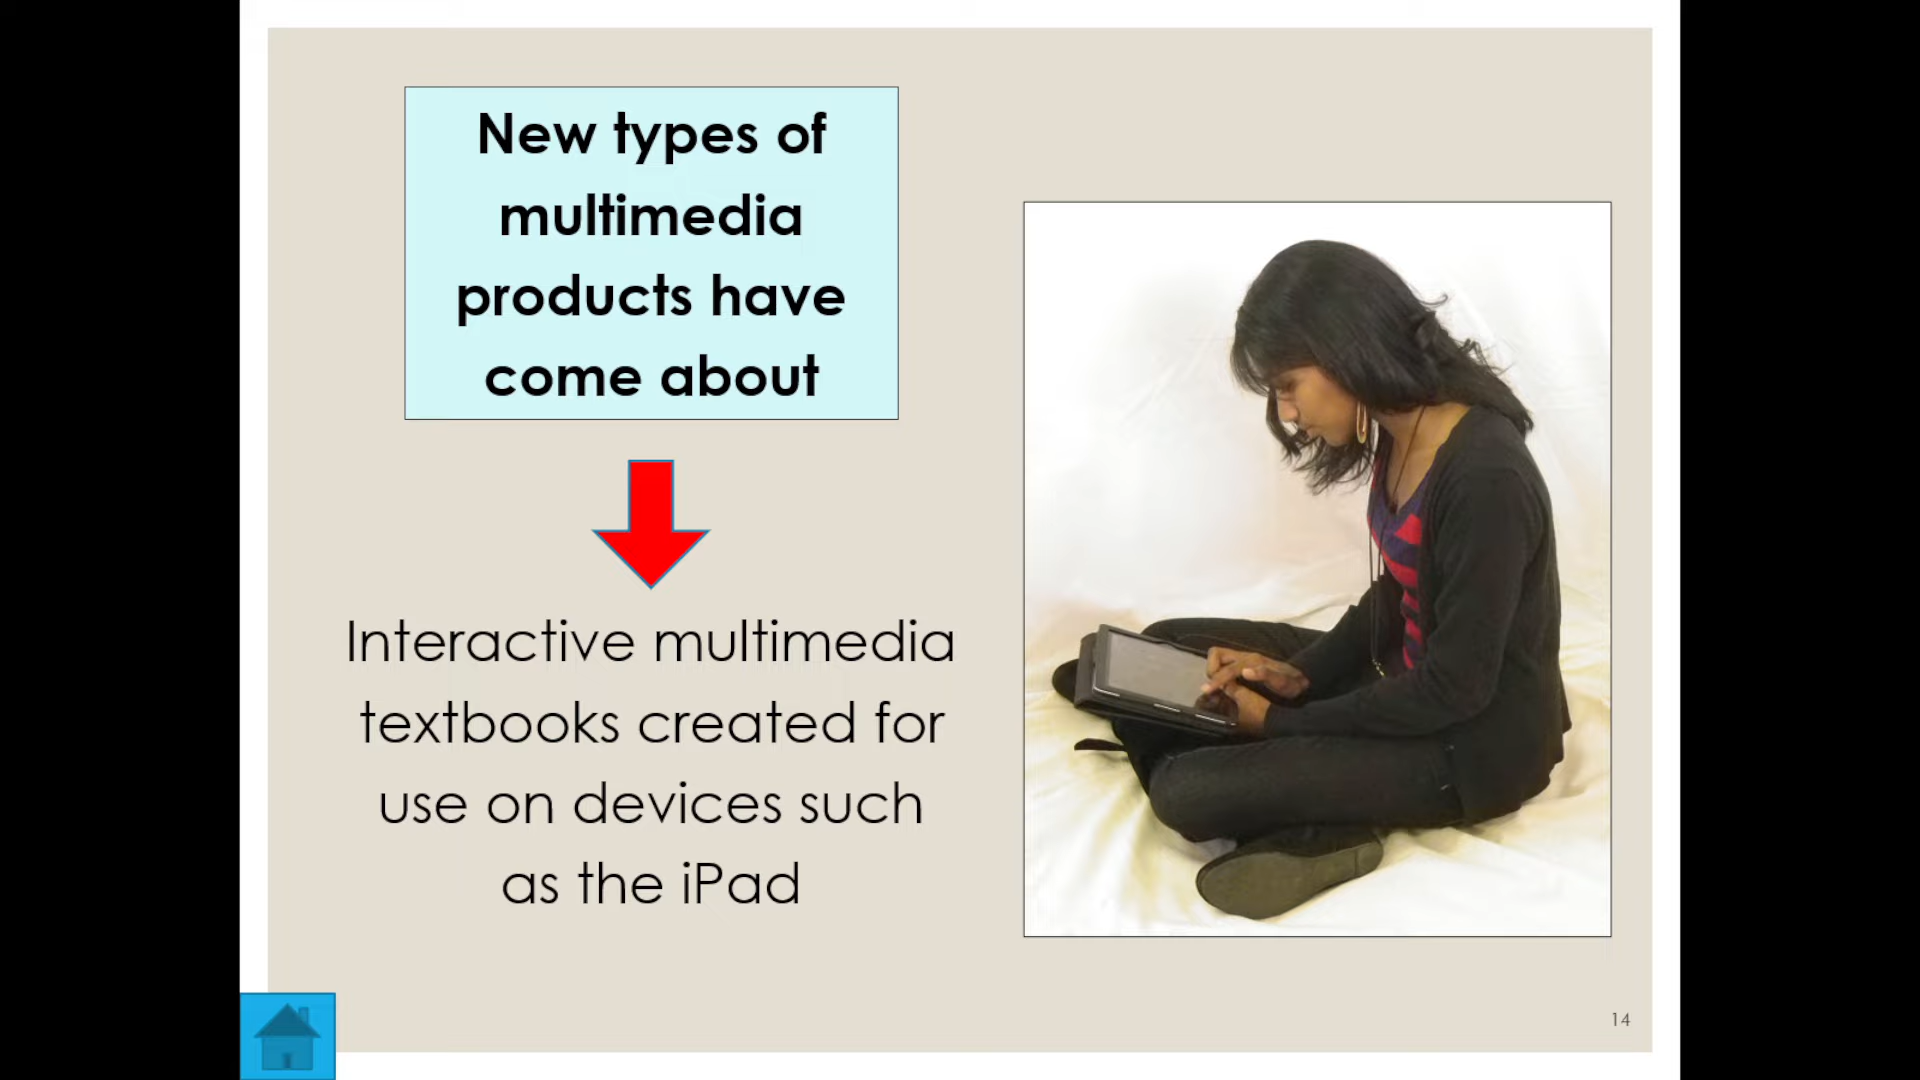 New types of
multimedia
products have
come about
Interactive multimedia
textbooks created for
use on devices such
as the iPad
14